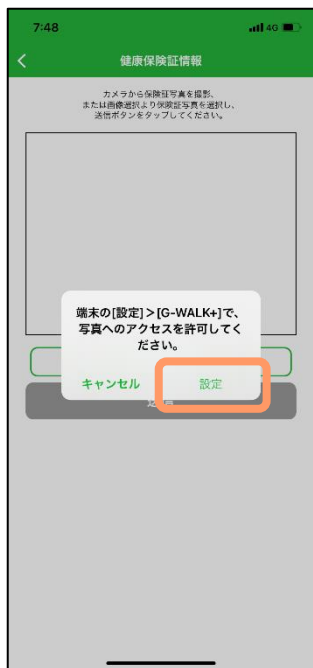 7:48
4G
健康保険証情報
カメラから保険証写真を撮影、
または画像選択より保険証写真を選択し、
送信ボタンをタップしてください。
端末の[設定]>[G-WALK+]で、
写真へのアクセスを許可してく
ださい。
キャンセル
設定